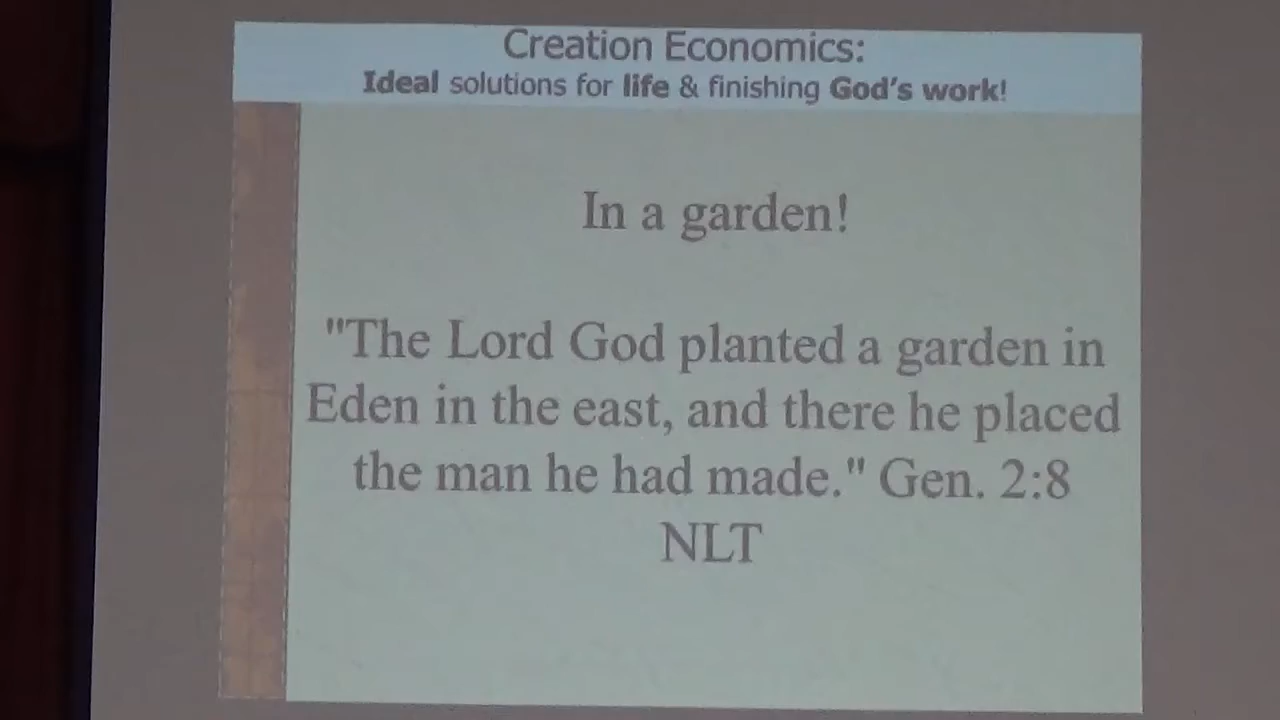 Creation Economics:
Ideal solutions for life & finishing God's work!
In a garden!
"The Lord God planted a garden in
Eden in the east, and there he placed
the man he had made." Gen. 2:8
NLT